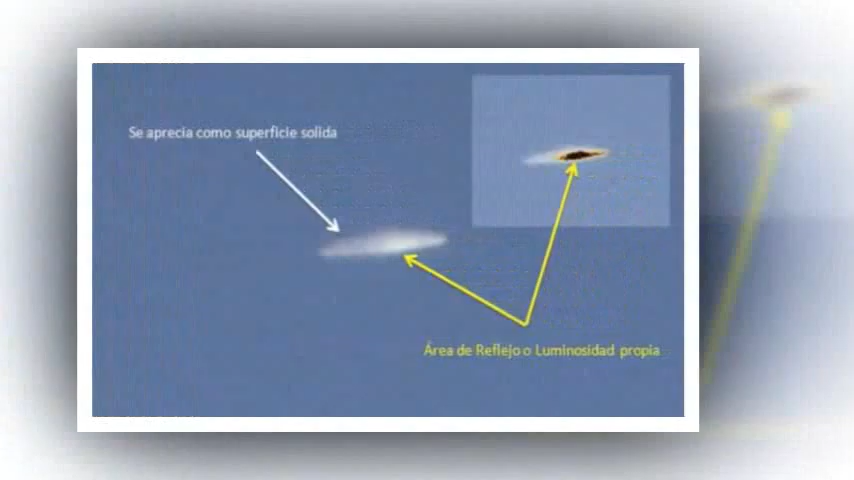 Se aprecia como superficie solida
Área de Reflejo o Luminosidad propia